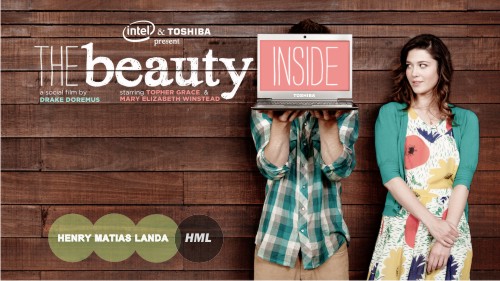 intel & TOSHIBA
present
THE beauty INSIDE
a social film by
DRAKE DOREMUS
starring TOPHER GRACE &
MARY ELIZABETH WINSTEAD
TOSHIBA
HENRY MATIAS LANDA HML